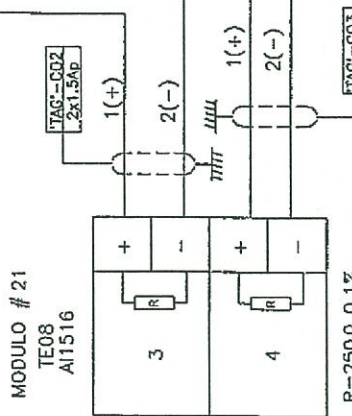 MODULO # 21
TE08
AI1516
"TAG"-C02
2x1.5Ap
1(+)
2(-)
1(+)
2(-)
+
-
+
-
R
3
R
4